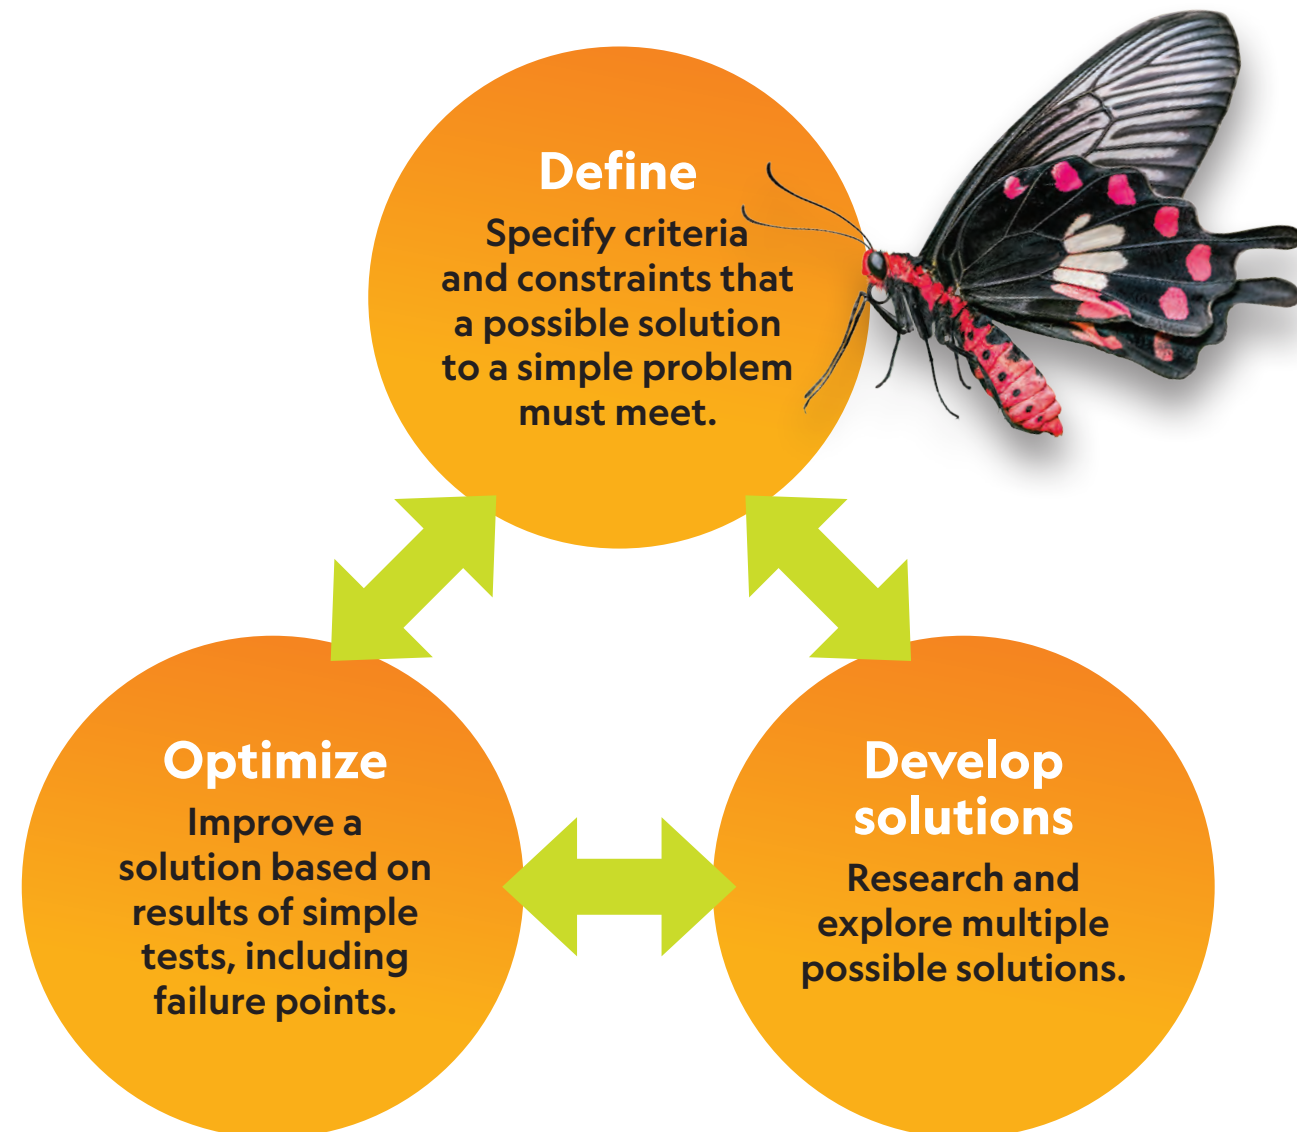 Define
Specify criteria
and constraints that
a possible solution
to a simple problem
must meet.
Optimize
Improve a
solution based on
results of simple
tests, including
failure points.
Develop
solutions
Research and
explore multiple
possible solutions.